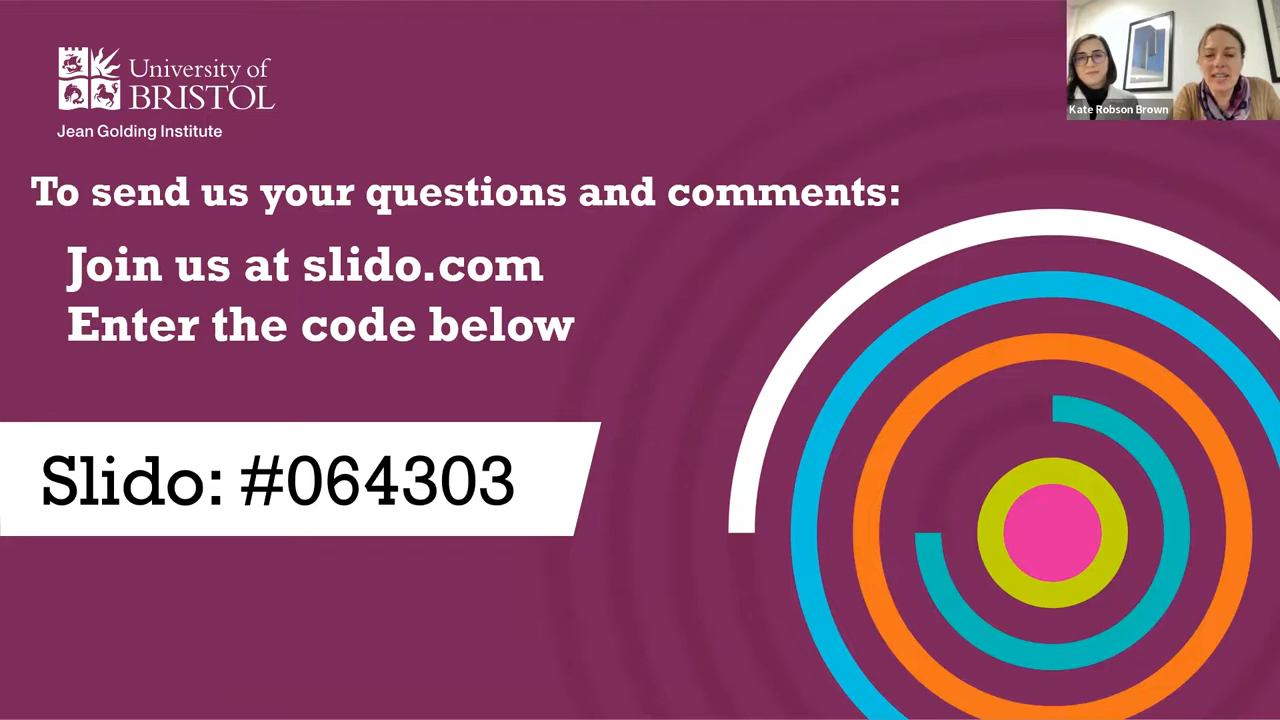 University of
BRISTOL
Jean Golding Institute
Kate Robson Brown
To send us your questions and comments:
Join us at slido.com
Enter the code below
Slido: #064303